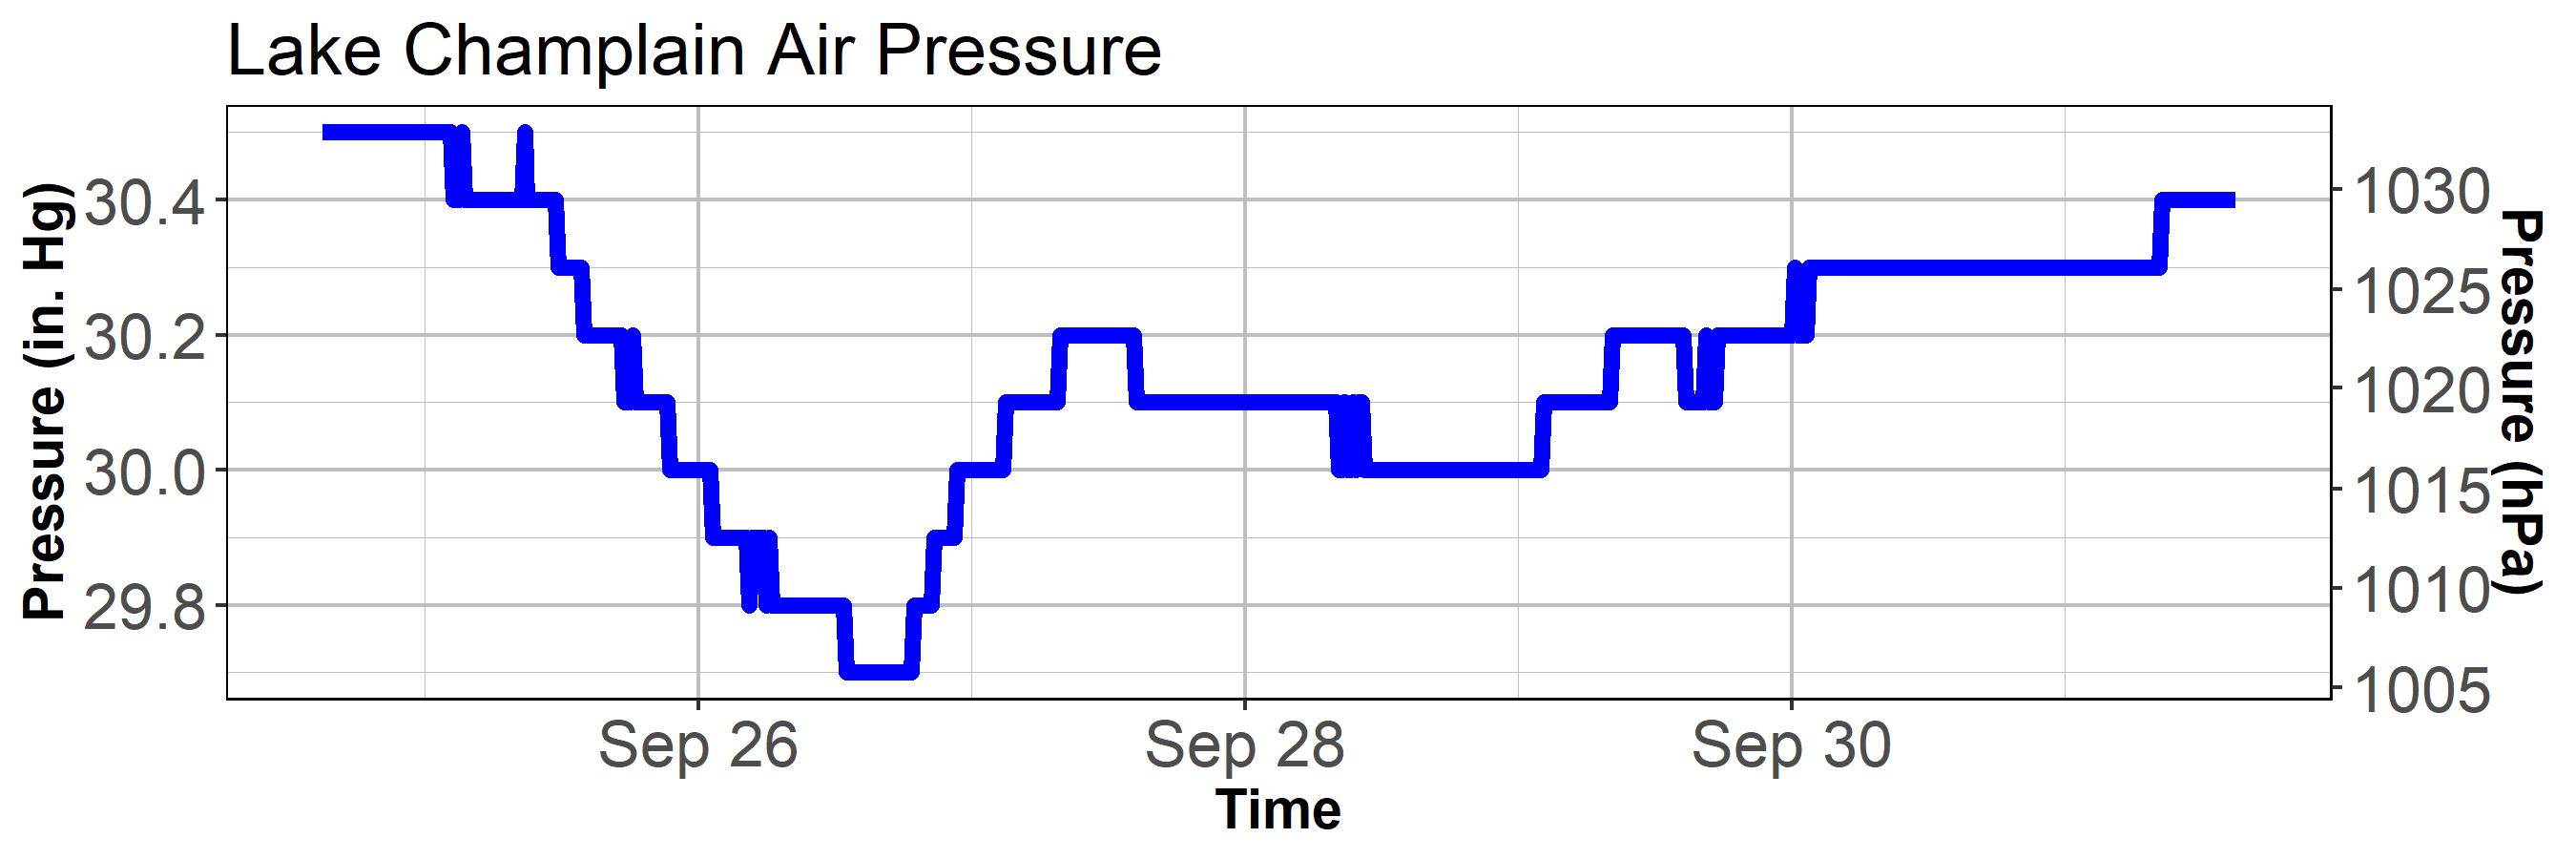 Lake Champlain Air Pressure
Pressure (in. Hg)
30.4
30.2
30.0
29.8
1030
1025
1020
1015
1010
1005
Pressure (hPa)
Sep 26
Sep 28
Sep 30
Time